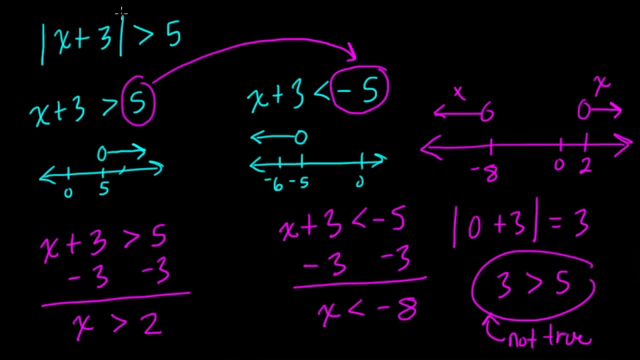 |x+3| > 5
x+3 > 5
x+3 < -5
0 5
-6 -5 0
x x
-8 0 2
x+3 > 5
-3 -3
x > 2
x+3 < -5
-3 -3
x < -8
|0+3| = 3
3 > 5
not true